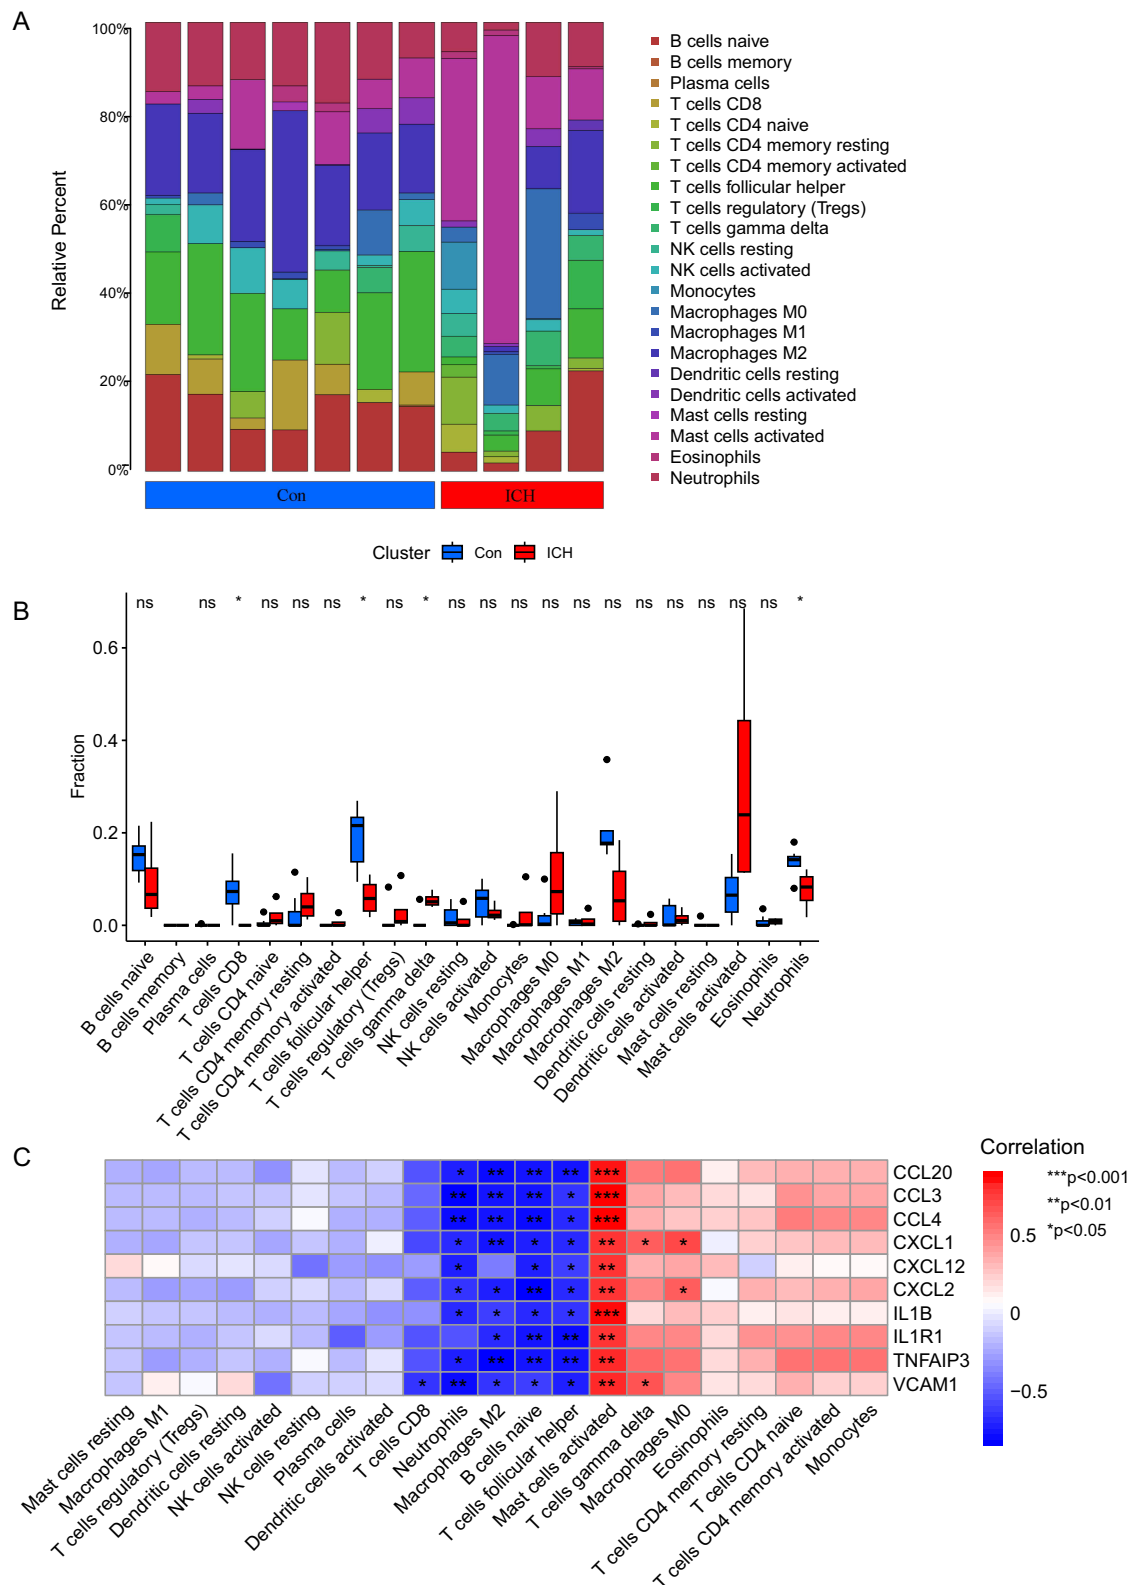 A
Relative Percent
100%
80%
60%
40%
20%
0%
Con
ICH
B cells naive
B cells memory
Plasma cells
T cells CD8
T cells CD4 naive
T cells CD4 memory resting
T cells CD4 memory activated
T cells follicular helper
T cells regulatory (Tregs)
T cells gamma delta
NK cells resting
NK cells activated
Monocytes
Macrophages M0
Macrophages M1
Macrophages M2
Dendritic cells resting
Dendritic cells activated
Mast cells resting
Mast cells activated
Eosinophils
Neutrophils
Cluster Con ICH
B
ns ns * ns ns ns * ns * ns ns ns ns ns ns ns ns ns ns ns *
Fraction
0.6
0.4
0.2
0.0
B cells naive
B cells memory
Plasma cells
T cells CD8
T cells CD4 naive
T cells CD4 memory resting
T cells CD4 memory activated
T cells follicular helper
T cells regulatory (Tregs)
T cells gamma delta
NK cells resting
NK cells activated
Monocytes
Macrophages M0
Macrophages M1
Macrophages M2
Dendritic cells resting
Dendritic cells activated
Mast cells resting
Mast cells activated
Eosinophils
Neutrophils
C
* ** ** ** *** CCL20
** ** ** * *** CCL3
** ** ** * *** CCL4
* ** * * ** * * CXCL1
* * * ** CXCL12
* * ** * ** * CXCL2
* * * * *** IL1B
* ** ** ** IL1R1
* ** ** ** ** TNFAIP3
* ** * * * ** * VCAM1
Mast cells resting
Macrophages M1
T cells regulatory (Tregs)
Dendritic cells resting
NK cells activated
NK cells resting
Plasma cells
Dendritic cells activated
T cells CD8
Neutrophils
Macrophages M2
B cells naive
T cells follicular helper
Mast cells activated
T cells gamma delta
Macrophages M0
Eosinophils
T cells CD4 memory resting
T cells CD4 naive
T cells CD4 memory activated
Monocytes
Correlation
0.5
0
−0.5
***p<0.001
**p<0.01
*p<0.05